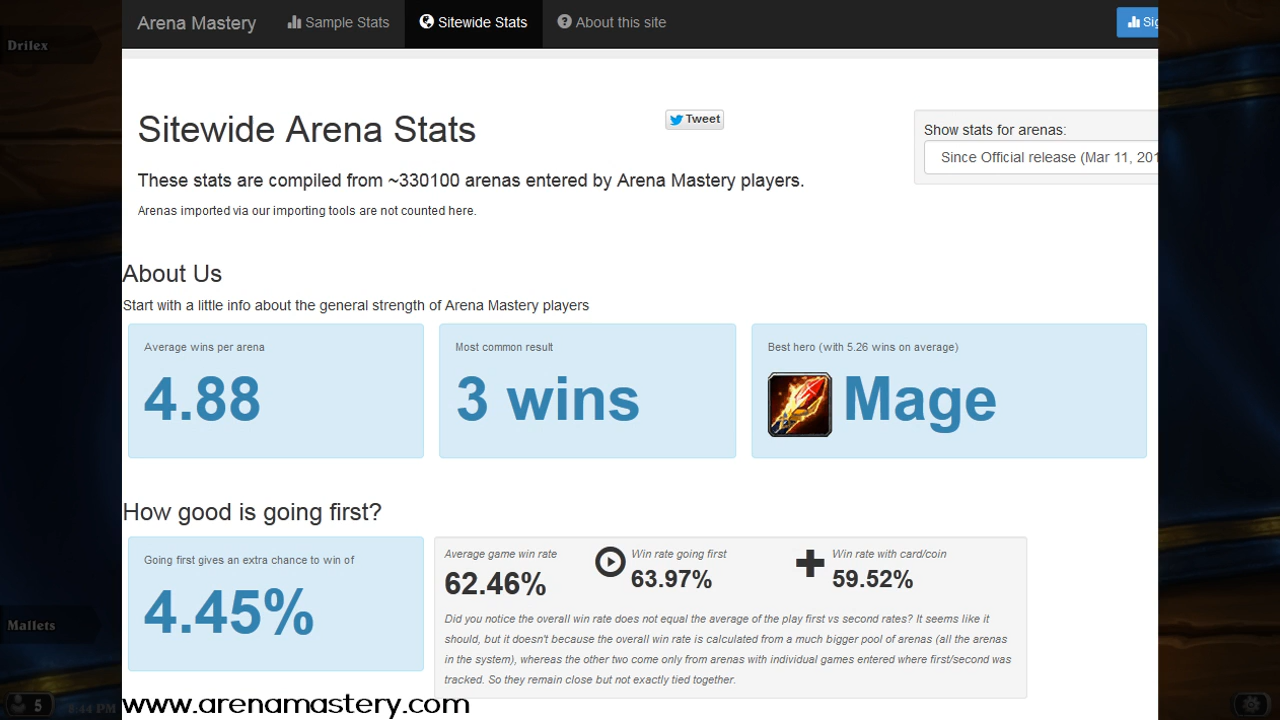 Arena Mastery Sample Stats Sitewide Stats About this site
Drilex
Sitewide Arena Stats
Tweet
Show stats for arenas:
Since Official release (Mar 11, 201
These stats are compiled from ~330100 arenas entered by Arena Mastery players.
Arenas imported via our importing tools are not counted here.
About Us
Start with a little info about the general strength of Arena Mastery players
Average wins per arena
4.88
Most common result
3 wins
Best hero (with 5.26 wins on average)
Mage
How good is going first?
Going first gives an extra chance to win of
4.45%
Average game win rate
62.46%
Win rate going first
63.97%
Win rate with card/coin
59.52%
Did you notice the overall win rate does not equal the average of the play first vs second rates? It seems like it
should, but it doesn't because the overall win rate is calculated from a much bigger pool of arenas (all the arenas
in the system), whereas the other two come only from arenas with individual games entered where first/second was
tracked. So they remain close but not exactly tied together.
Mallets
5 8:44 PM
www.arenamastery.com